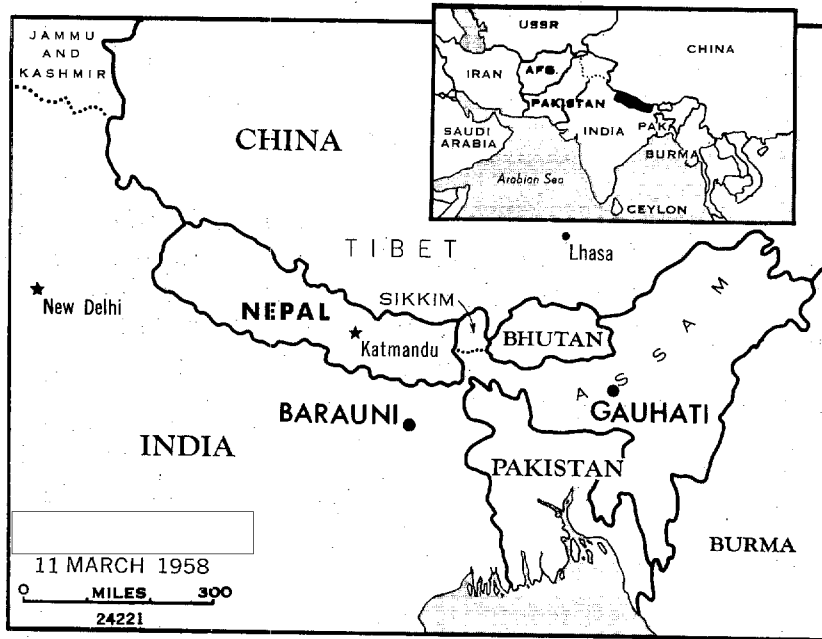 JAMMU
AND
KASHMIR
CHINA
USSR
CHINA
IRAN
AFG.
PAKISTAN
INDIA
PAK.
SAUDI
ARABIA
BURMA
Arabian Sea
CEYLON
TIBET
Lhasa
New Delhi
NEPAL
SIKKIM
BHUTAN
Katmandu
ASSAM
BARAUNI
GAUHATI
INDIA
PAKISTAN
BURMA
11 MARCH 1958
0 MILES 300
24221